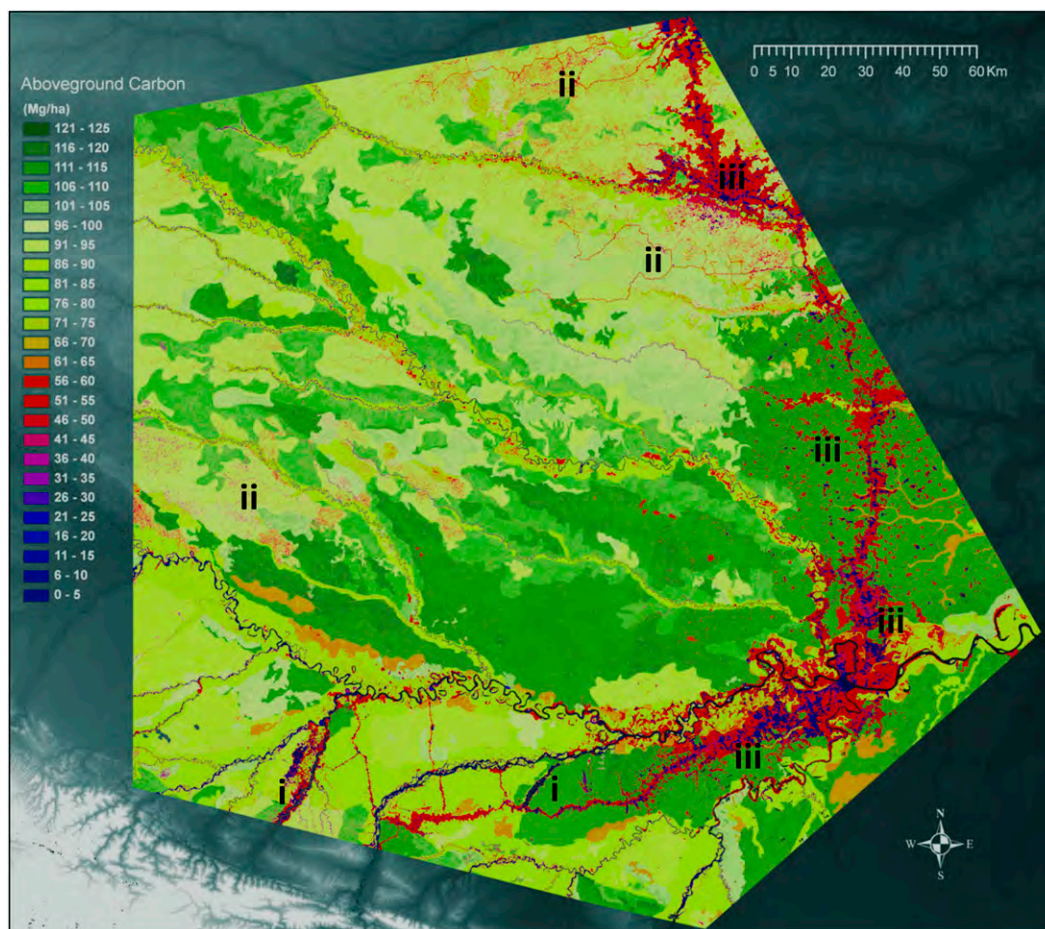 Aboveground Carbon
(Mg/ha)
121 - 125
116 - 120
111 - 115
106 - 110
101 - 105
96 - 100
91 - 95
86 - 90
81 - 85
76 - 80
71 - 75
66 - 70
61 - 65
56 - 60
51 - 55
46 - 50
41 - 45
36 - 40
31 - 35
26 - 30
21 - 25
16 - 20
11 - 15
6 - 10
0 - 5
0 5 10 20 30 40 50 60 Km
ii
iii
ii
iii
ii
iii
iii
i
i
N
W E
S